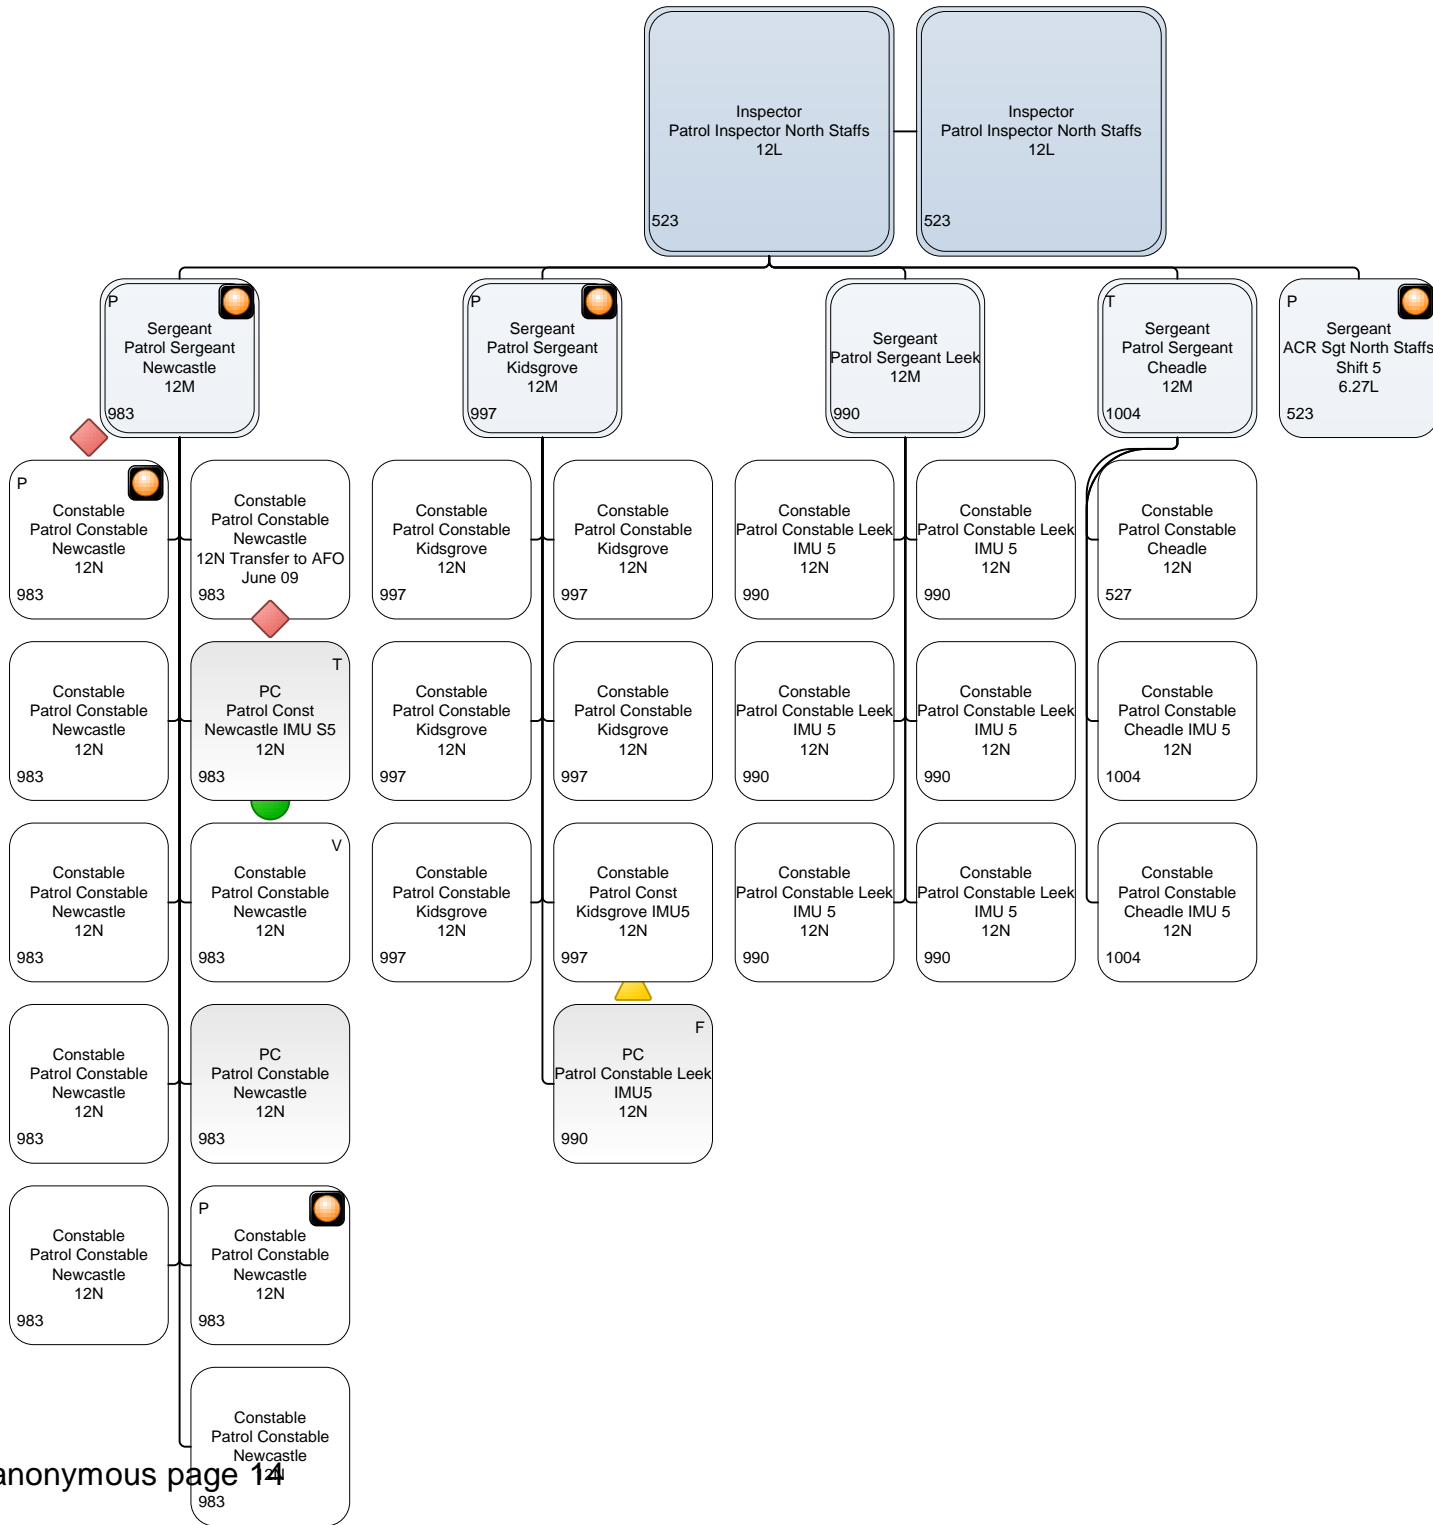 Inspector
Patrol Inspector North Staffs
12L
523
Inspector
Patrol Inspector North Staffs
12L
523
P
Sergeant
Patrol Sergeant
Newcastle
12M
983
P
Sergeant
Patrol Sergeant
Kidsgrove
12M
997
Sergeant
Patrol Sergeant Leek
12M
990
T
Sergeant
Patrol Sergeant
Cheadle
12M
1004
P
Sergeant
ACR Sgt North Staffs
Shift 5
6.27L
523
P
Constable
Patrol Constable
Newcastle
12N
983
Constable
Patrol Constable
Newcastle
12N Transfer to AFO
June 09
983
Constable
Patrol Constable
Kidsgrove
12N
997
Constable
Patrol Constable
Kidsgrove
12N
997
Constable
Patrol Constable Leek
IMU 5
12N
990
Constable
Patrol Constable Leek
IMU 5
12N
990
Constable
Patrol Constable
Cheadle
12N
527
Constable
Patrol Constable
Newcastle
12N
983
T
PC
Patrol Const
Newcastle IMU S5
12N
983
Constable
Patrol Constable
Kidsgrove
12N
997
Constable
Patrol Constable
Kidsgrove
12N
997
Constable
Patrol Constable Leek
IMU 5
12N
990
Constable
Patrol Constable Leek
IMU 5
12N
990
Constable
Patrol Constable
Cheadle IMU 5
12N
1004
Constable
Patrol Constable
Newcastle
12N
983
V
Constable
Patrol Constable
Newcastle
12N
983
Constable
Patrol Constable
Kidsgrove
12N
997
Constable
Patrol Const
Kidsgrove IMU5
12N
997
Constable
Patrol Constable Leek
IMU 5
12N
990
Constable
Patrol Constable Leek
IMU 5
12N
990
Constable
Patrol Constable
Cheadle IMU 5
12N
1004
Constable
Patrol Constable
Newcastle
12N
983
PC
Patrol Constable
Newcastle
12N
983
F
PC
Patrol Constable Leek
IMU5
12N
990
Constable
Patrol Constable
Newcastle
12N
983
P
Constable
Patrol Constable
Newcastle
12N
983
Constable
Patrol Constable
Newcastle
12N
983
anonymous page 14